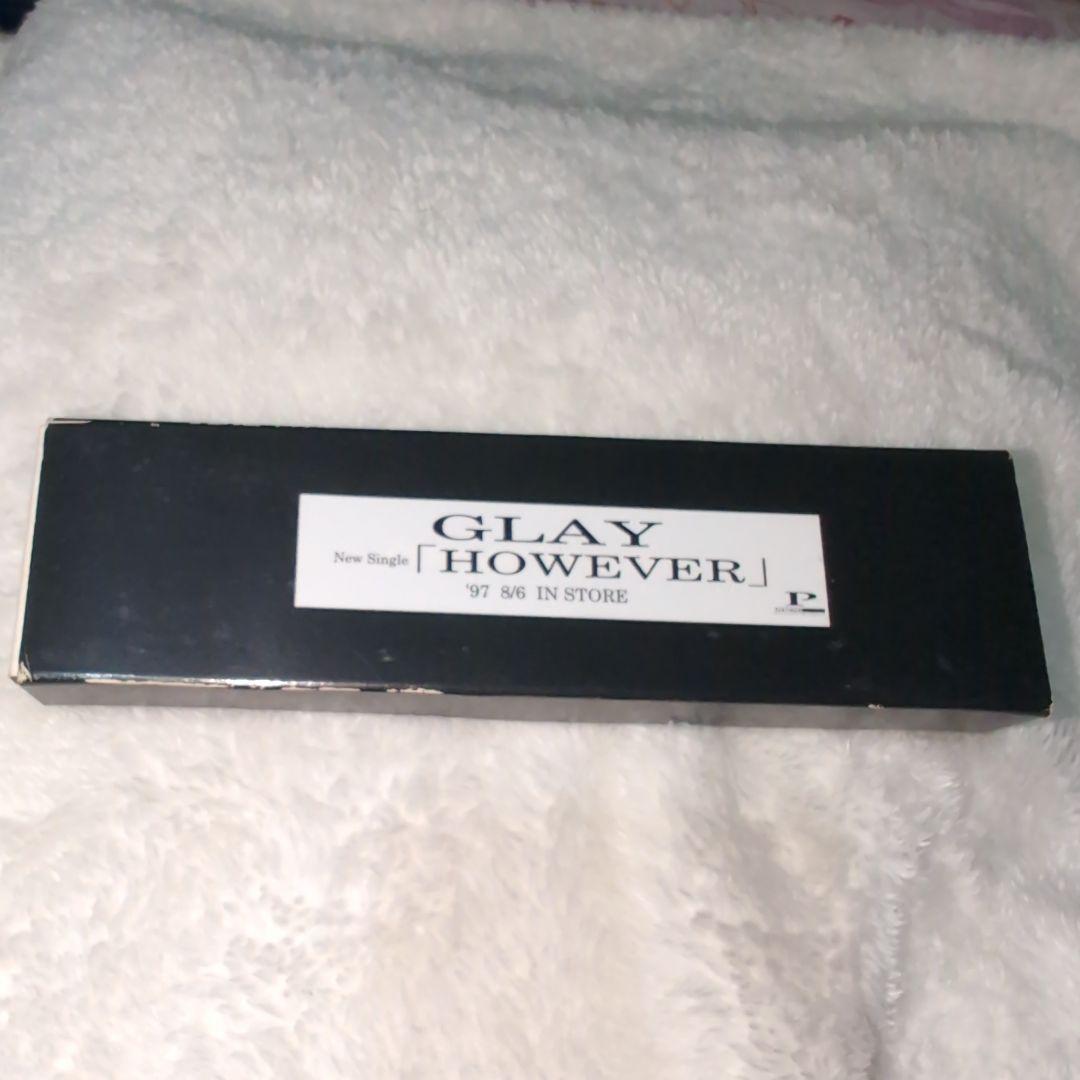 GLAY
New Single「HOWEVER」
'97 8/6 IN STORE
P